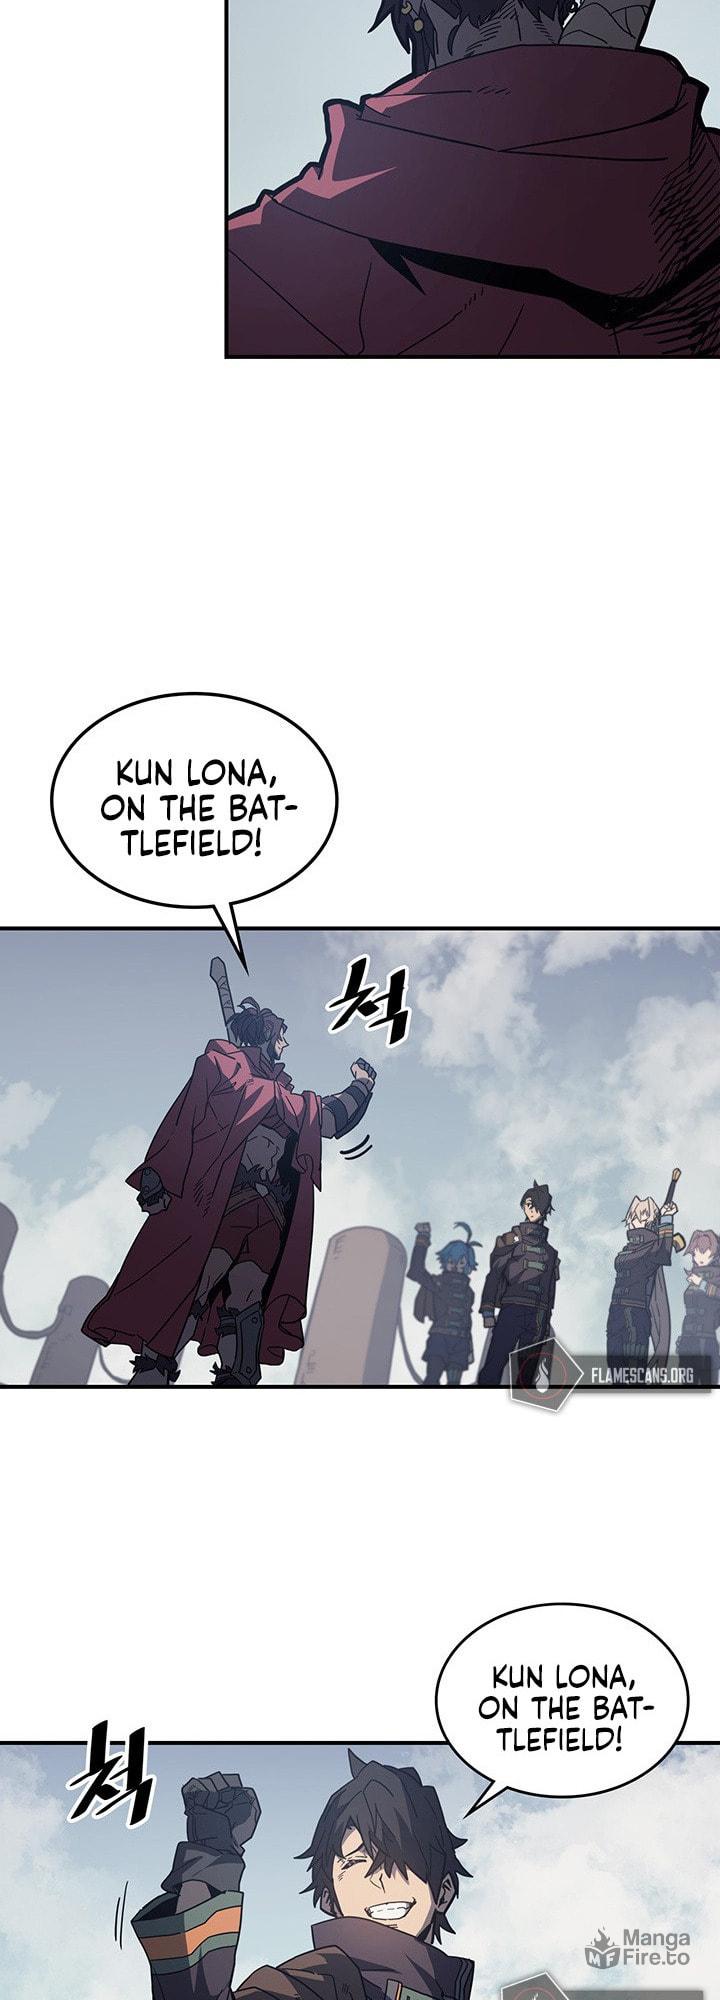 KUN LONA,
ON THE BAT-
TLEFIELD!
척
FLAMESCANS.ORG
KUN LONA,
ON THE BAT-
TLEFIELD!
척
Manga
Fire.to